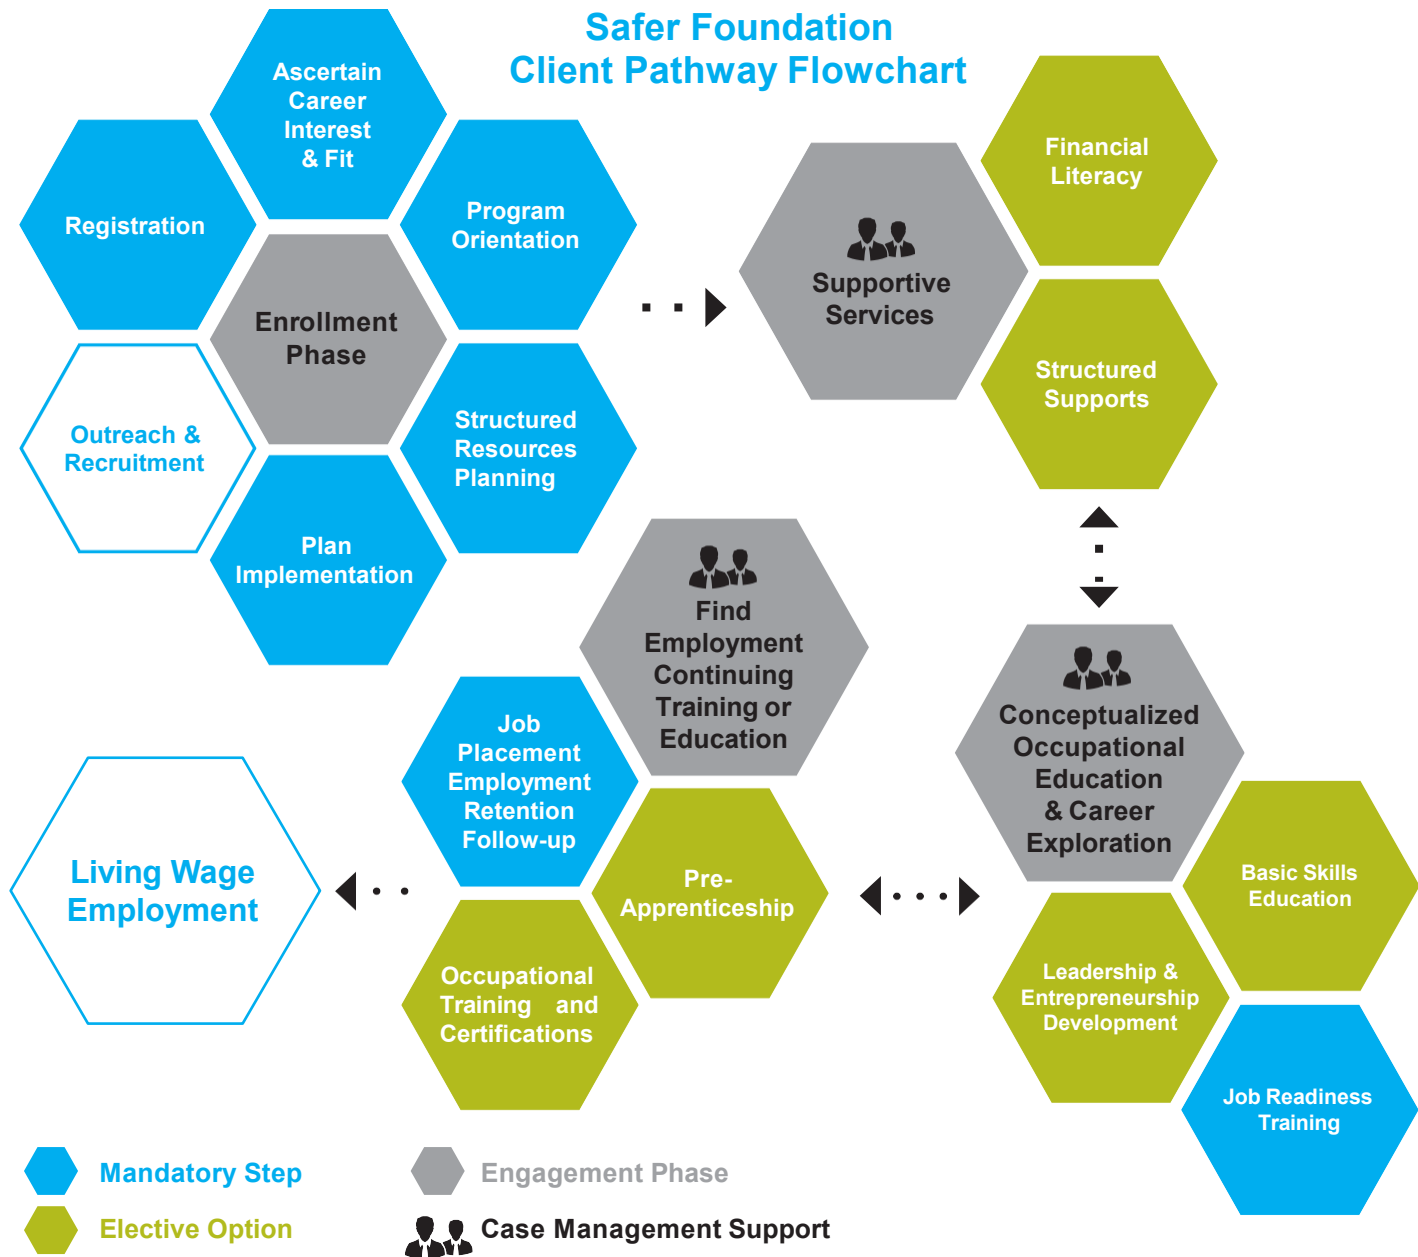 Safer Foundation
Client Pathway Flowchart
Ascertain
Career
Interest
& Fit
Registration
Program
Orientation
Enrollment
Phase
Outreach &
Recruitment
Structured
Resources
Planning
Plan
Implementation
Supportive
Services
Financial
Literacy
Structured
Supports
Find
Employment
Continuing
Training or
Education
Job
Placement
Employment
Retention
Follow-up
Pre-
Apprenticeship
Occupational
Training and
Certifications
Conceptualized
Occupational
Education
& Career
Exploration
Basic Skills
Education
Leadership &
Entrepreneurship
Development
Job Readiness
Training
Living Wage
Employment
Mandatory Step
Engagement Phase
Elective Option
Case Management Support